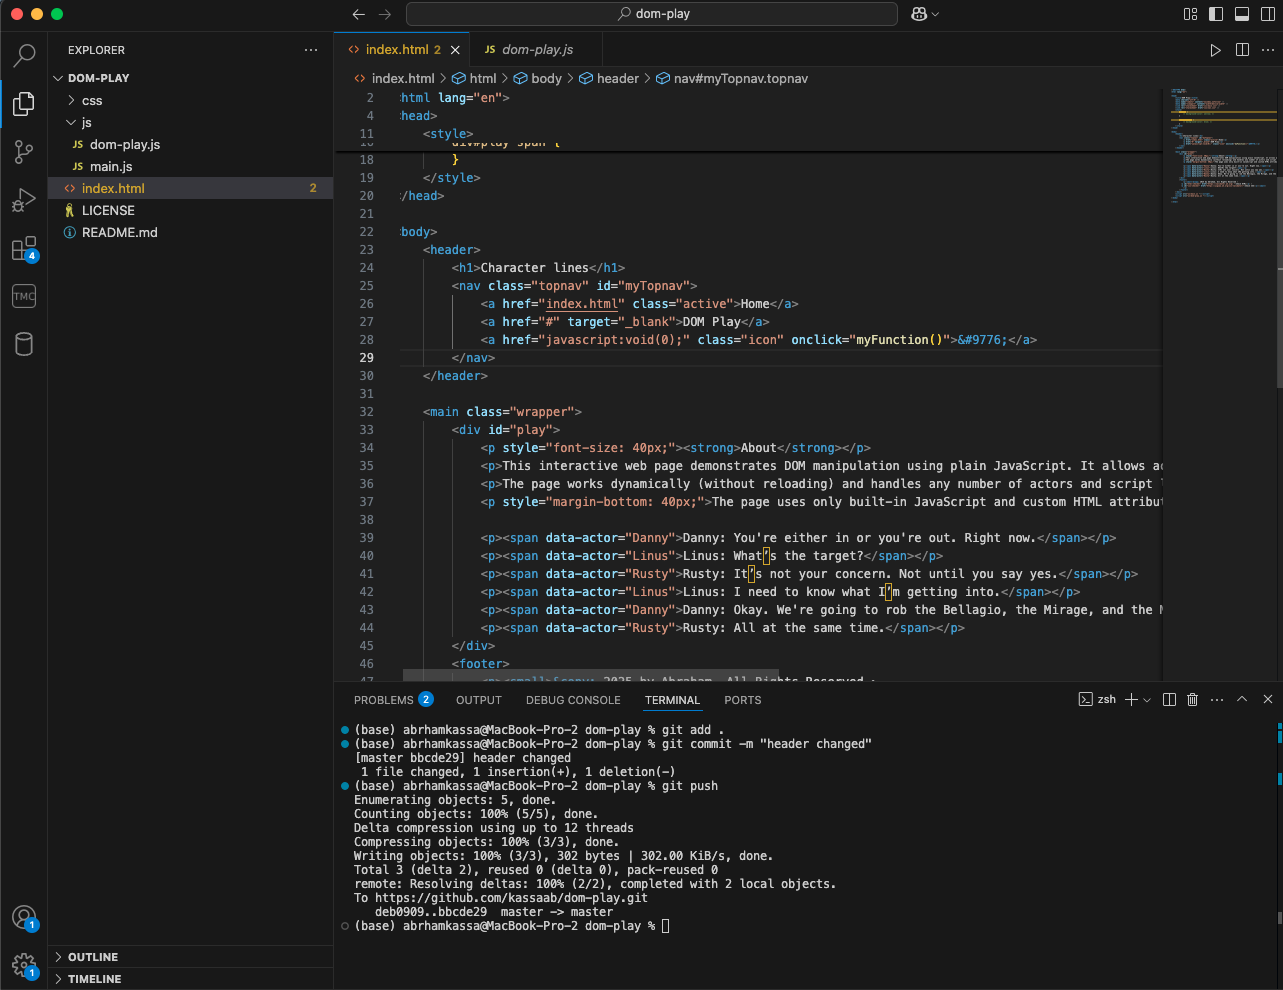 dom-play
EXPLORER
DOM-PLAY
css
js
JS dom-play.js
JS main.js
index.html 2
LICENSE
README.md
4
TMC
1
1
OUTLINE
TIMELINE
index.html 2
JS dom-play.js
index.html > html > body > header > nav#myTopnav.topnav
2 html lang="en">
4 head>
11 <style>
div#play span {
18 }
19 </style>
20 /head>
21
22 body>
23 <header>
24 <h1>Character lines</h1>
25 <nav class="topnav" id="myTopnav">
26 <a href="index.html" class="active">Home</a>
27 <a href="#" target="_blank">DOM Play</a>
28 <a href="javascript:void(0);" class="icon" onclick="myFunction()">&#9776;</a>
29 </nav>
30 </header>
31
32 <main class="wrapper">
33 <div id="play">
34 <p style="font-size: 40px;"><strong>About</strong></p>
35 <p>This interactive web page demonstrates DOM manipulation using plain JavaScript. It allows
36 <p>The page works dynamically (without reloading) and handles any number of actors and script
37 <p style="margin-bottom: 40px;">The page uses only built-in JavaScript and custom HTML attribut
38
39 <p><span data-actor="Danny">Danny: You're either in or you're out. Right now.</span></p>
40 <p><span data-actor="Linus">Linus: What’s the target?</span></p>
41 <p><span data-actor="Rusty">Rusty: It’s not your concern. Not until you say yes.</span></p>
42 <p><span data-actor="Linus">Linus: I need to know what I’m getting into.</span></p>
43 <p><span data-actor="Danny">Danny: Okay. We're going to rob the Bellagio, the Mirage, and the M
44 <p><span data-actor="Rusty">Rusty: All at the same time.</span></p>
45 </div>
46 <footer>
47 <p><small>&copy; 2025 by Abraham. All Rights Reserved
PROBLEMS 2
OUTPUT
DEBUG CONSOLE
TERMINAL
PORTS
zsh
(base) abrhamkassa@MacBook-Pro-2 dom-play % git add .
(base) abrhamkassa@MacBook-Pro-2 dom-play % git commit -m "header changed"
[master bbcde29] header changed
1 file changed, 1 insertion(+), 1 deletion(-)
(base) abrhamkassa@MacBook-Pro-2 dom-play % git push
Enumerating objects: 5, done.
Counting objects: 100% (5/5), done.
Delta compression using up to 12 threads
Compressing objects: 100% (3/3), done.
Writing objects: 100% (3/3), 302 bytes | 302.00 KiB/s, done.
Total 3 (delta 2), reused 0 (delta 0), pack-reused 0
remote: Resolving deltas: 100% (2/2), completed with 2 local objects.
To https://github.com/kassaab/dom-play.git
deb0909..bbcde29 master -> master
(base) abrhamkassa@MacBook-Pro-2 dom-play %